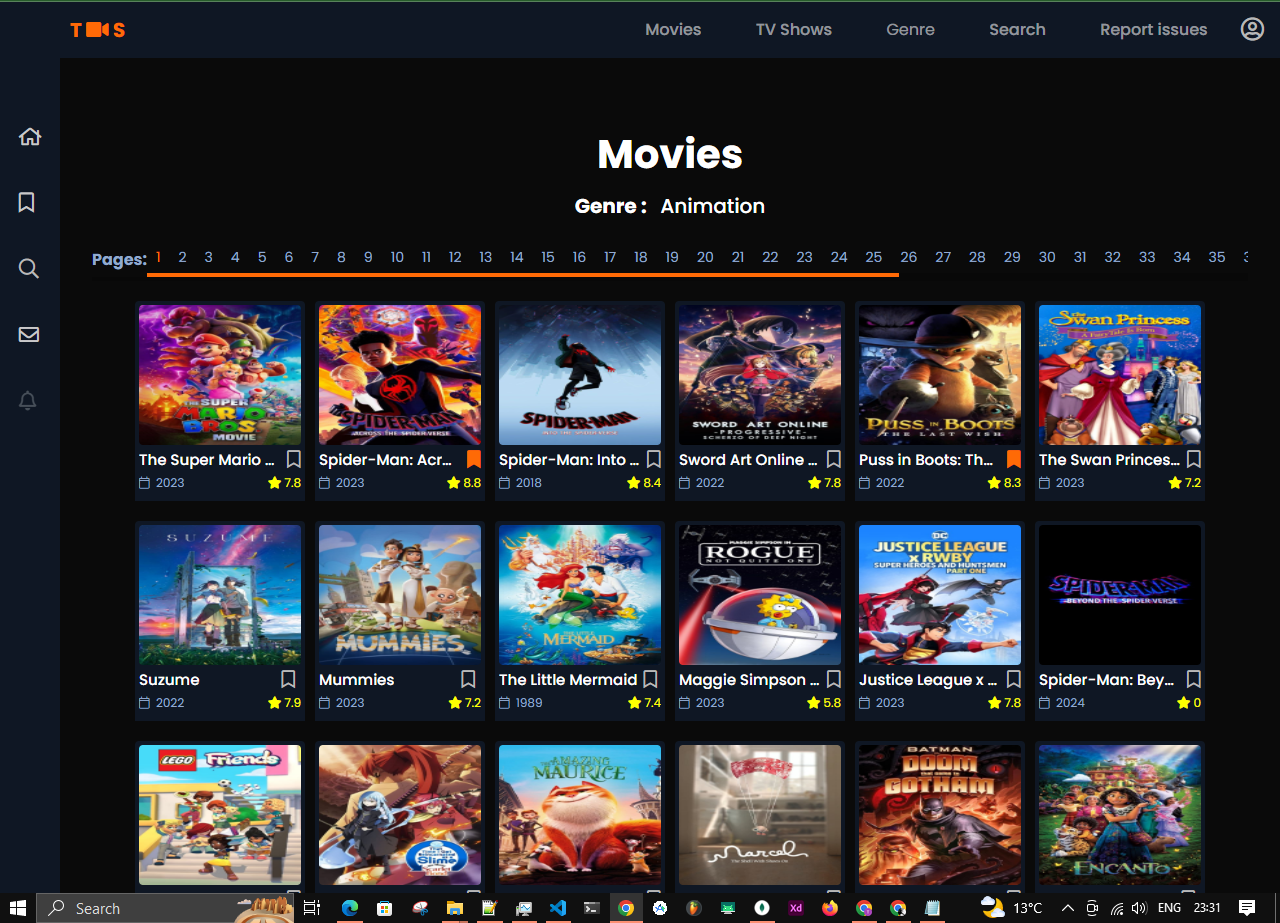 T S Movies TV Shows Genre Search Report issues
Movies
Genre : Animation
Pages: 1 2 3 4 5 6 7 8 9 10 11 12 13 14 15 16 17 18 19 20 21 22 23 24 25 26 27 28 29 30 31 32 33 34 35
THE SUPER MARIO BROS MOVIE
SPIDER-MAN ACROSS THE SPIDER-VERSE
SPIDER-MAN INTO THE SPIDER-VERSE
SWORD ART ONLINE -PROGRESSIVE- SCHERZO OF DEEP NIGHT
PUSS IN BOOTS THE LAST WISH
The Swan Princess
The Super Mario ... Spider-Man: Acr... Spider-Man: Into ... Sword Art Online ... Puss in Boots: Th... The Swan Princes...
2023 7.8 2023 8.8 2018 8.4 2022 7.8 2022 8.3 2023 7.2
SUZUME
MUMMIES
MERMAID
MAGGIE SIMPSON IN ROGUE NOT QUITE ONE
DC JUSTICE LEAGUE x RWBY SUPER HEROES AND HUNTSMEN PART ONE
SPIDER-MAN BEYOND THE SPIDER-VERSE
Suzume Mummies The Little Mermaid Maggie Simpson ... Justice League x ... Spider-Man: Bey...
2022 7.9 2023 7.2 1989 7.4 2023 5.8 2023 7.8 2024 0
LEGO Friends
Slime
THE AMAZING MAURICE
Marcel The Shell With Shoes On
BATMAN THE DOOM THAT CAME TO GOTHAM
ENCANTO
Search Xd 13°C ENG 23:31